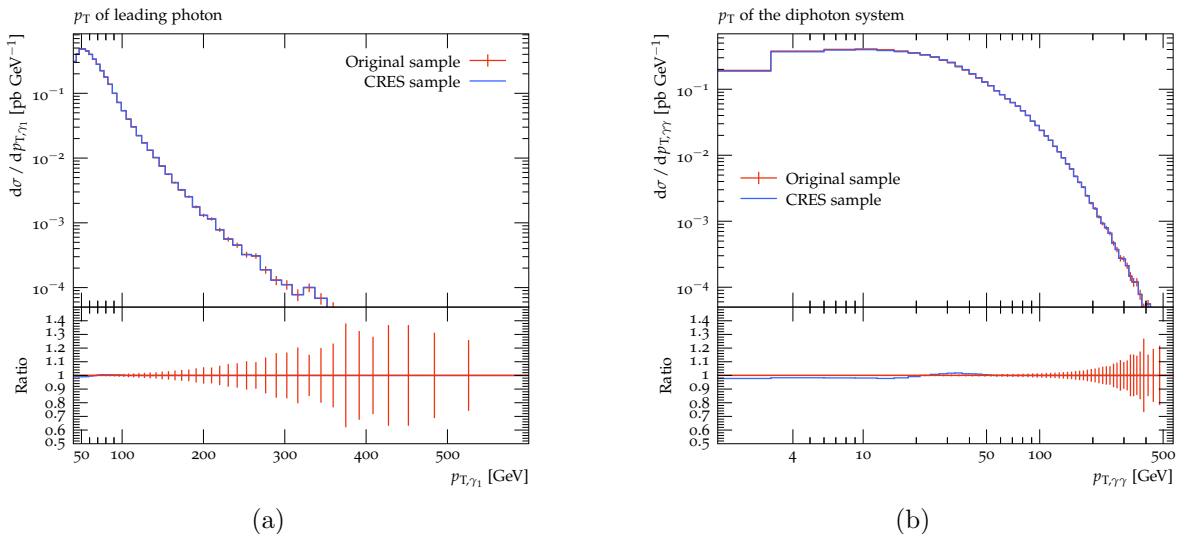 pT of leading photon
Original sample
CRES sample
dσ / dpT,γ1 [pb GeV−1]
10−1
10−2
10−3
10−4
Ratio
1.4
1.3
1.2
1.1
1
0.9
0.8
0.7
0.6
0.5
50 100 200 300 400 500
pT,γ1 [GeV]
(a)
pT of the diphoton system
Original sample
CRES sample
dσ / dpT,γγ [pb GeV−1]
10−1
10−2
10−3
10−4
Ratio
1.4
1.3
1.2
1.1
1
0.9
0.8
0.7
0.6
0.5
4 10 50 100 500
pT,γγ [GeV]
(b)